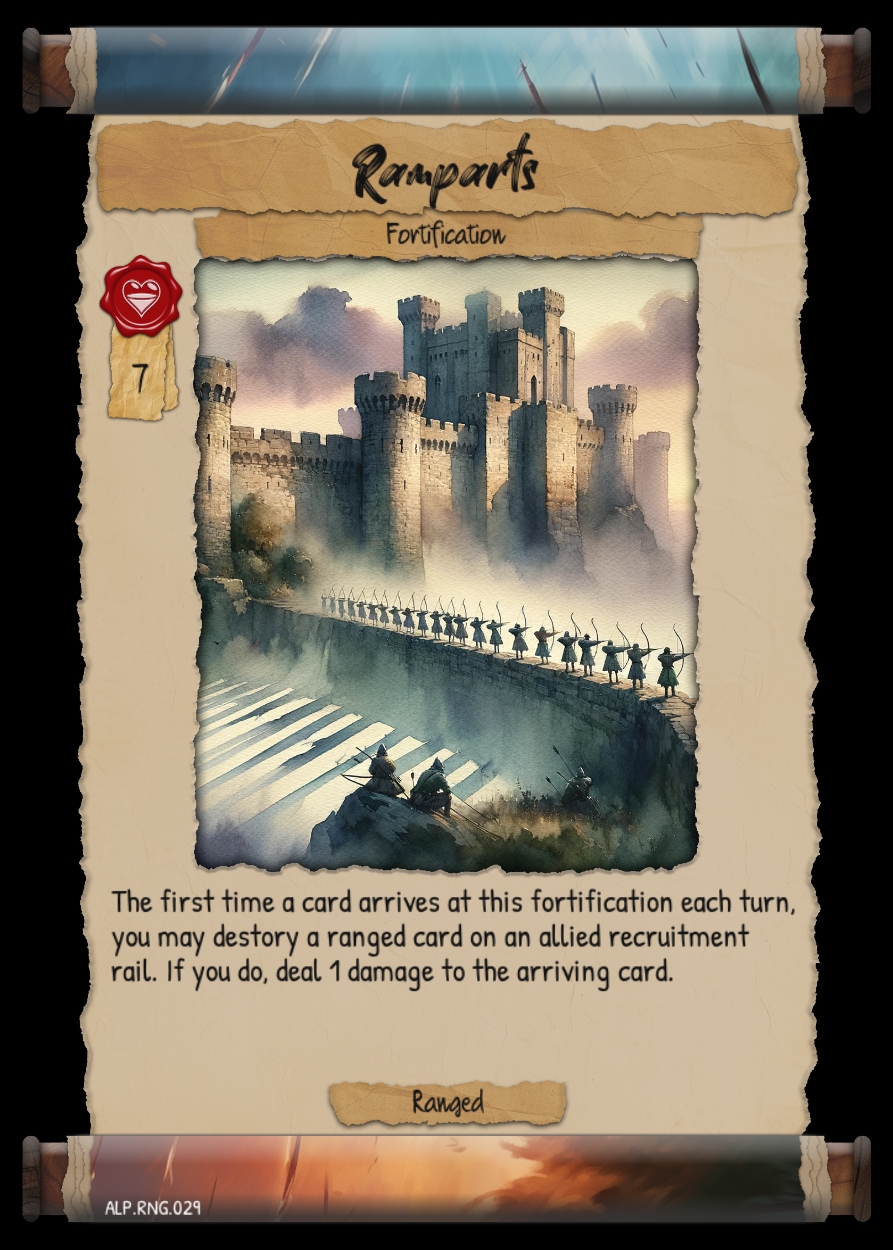 Ramparts
Fortification
7
The first time a card arrives at this fortification each turn,
you may destory a ranged card on an allied recruitment
rail. If you do, deal 1 damage to the arriving card.
Ranged
ALP.RNG.029